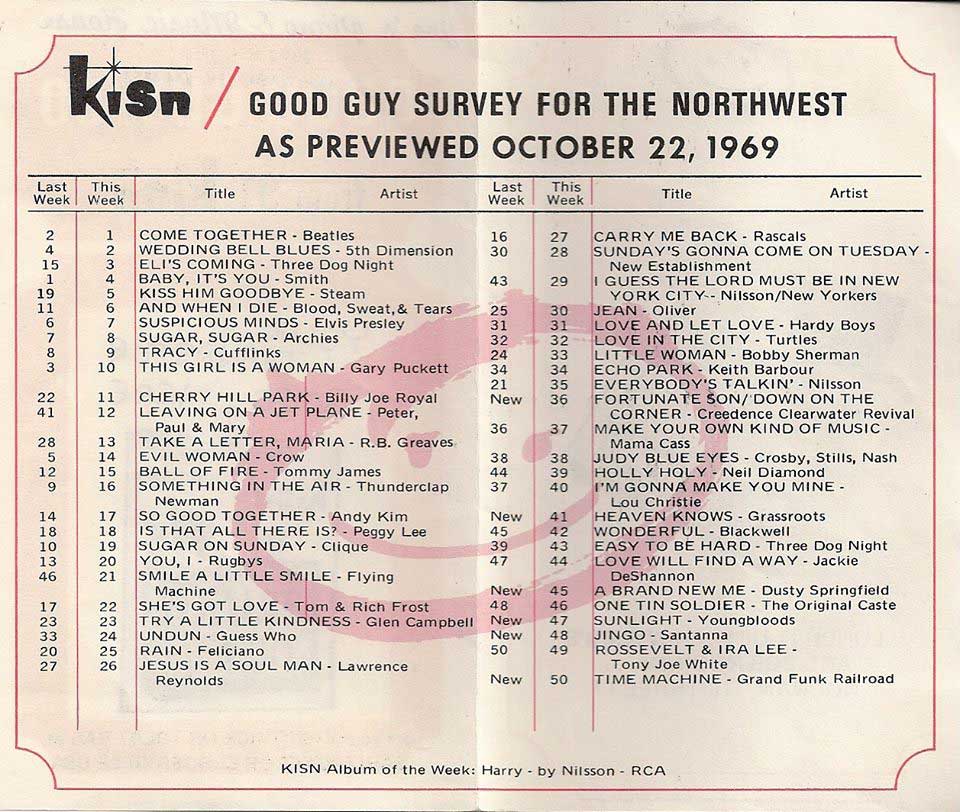 KISN / GOOD GUY SURVEY FOR THE NORTHWEST
AS PREVIEWED OCTOBER 22, 1969
Last Week This Week Title Artist
2 1 COME TOGETHER - Beatles
4 2 WEDDING BELL BLUES - 5th Dimension
15 3 ELI'S COMING - Three Dog Night
1 4 BABY, IT'S YOU - Smith
19 5 KISS HIM GOODBYE - Steam
11 6 AND WHEN I DIE - Blood, Sweat,& Tears
6 7 SUSPICIOUS MINDS - Elvis Presley
7 8 SUGAR, SUGAR - Archies
8 9 TRACY - Cufflinks
3 10 THIS GIRL IS A WOMAN - Gary Puckett
22 11 CHERRY HILL PARK - Billy Joe Royal
41 12 LEAVING ON A JET PLANE - Peter,
Paul & Mary
28 13 TAKE A LETTER, MARIA - R.B. Greaves
5 14 EVIL WOMAN - Crow
12 15 BALL OF FIRE - Tommy James
9 16 SOMETHING IN THE AIR - Thunderclap
Newman
14 17 SO GOOD TOGETHER - Andy Kim
18 18 IS THAT ALL THERE IS? - Peggy Lee
10 19 SUGAR ON SUNDAY - Clique
13 20 YOU, I - Rugbys
46 21 SMILE A LITTLE SMILE - Flying
Machine
17 22 SHE'S GOT LOVE - Tom & Rich Frost
23 23 TRY A LITTLE KINDNESS - Glen Campbell
33 24 UNDUN - Guess Who
20 25 RAIN - Feliciano
27 26 JESUS IS A SOUL MAN - Lawrence
Reynolds
Last Week This Week Title Artist
16 27 CARRY ME BACK - Rascals
30 28 SUNDAY'S GONNA COME ON TUESDAY -
New Establishment
43 29 I GUESS THE LORD MUST BE IN NEW
YORK CITY - Nilsson/New Yorkers
25 30 JEAN - Oliver
31 31 LOVE AND LET LOVE - Hardy Boys
32 32 LOVE IN THE CITY - Turtles
24 33 LITTLE WOMAN - Bobby Sherman
34 34 ECHO PARK - Keith Barbour
21 35 EVERYBODY'S TALKIN' - Nilsson
New 36 FORTUNATE SON/ DOWN ON THE
CORNER - Creedence Clearwater Revival
36 37 MAKE YOUR OWN KIND OF MUSIC -
Mama Cass
38 38 JUDY BLUE EYES - Crosby, Stills, Nash
44 39 HOLLY HOLY - Neil Diamond
37 40 I'M GONNA MAKE YOU MINE -
Lou Christie
New 41 HEAVEN KNOWS - Grassroots
45 42 WONDERFUL - Blackwell
39 43 EASY TO BE HARD - Three Dog Night
47 44 LOVE WILL FIND A WAY - Jackie
DeShannon
New 45 A BRAND NEW ME - Dusty Springfield
48 46 ONE TIN SOLDIER - The Original Caste
New 47 SUNLIGHT - Youngbloods
New 48 JINGO - Santanna
50 49 ROSSEVELT & IRA LEE -
Tony Joe White
New 50 TIME MACHINE - Grand Funk Railroad
KISN Album of the Week: Harry - by Nilsson - RCA